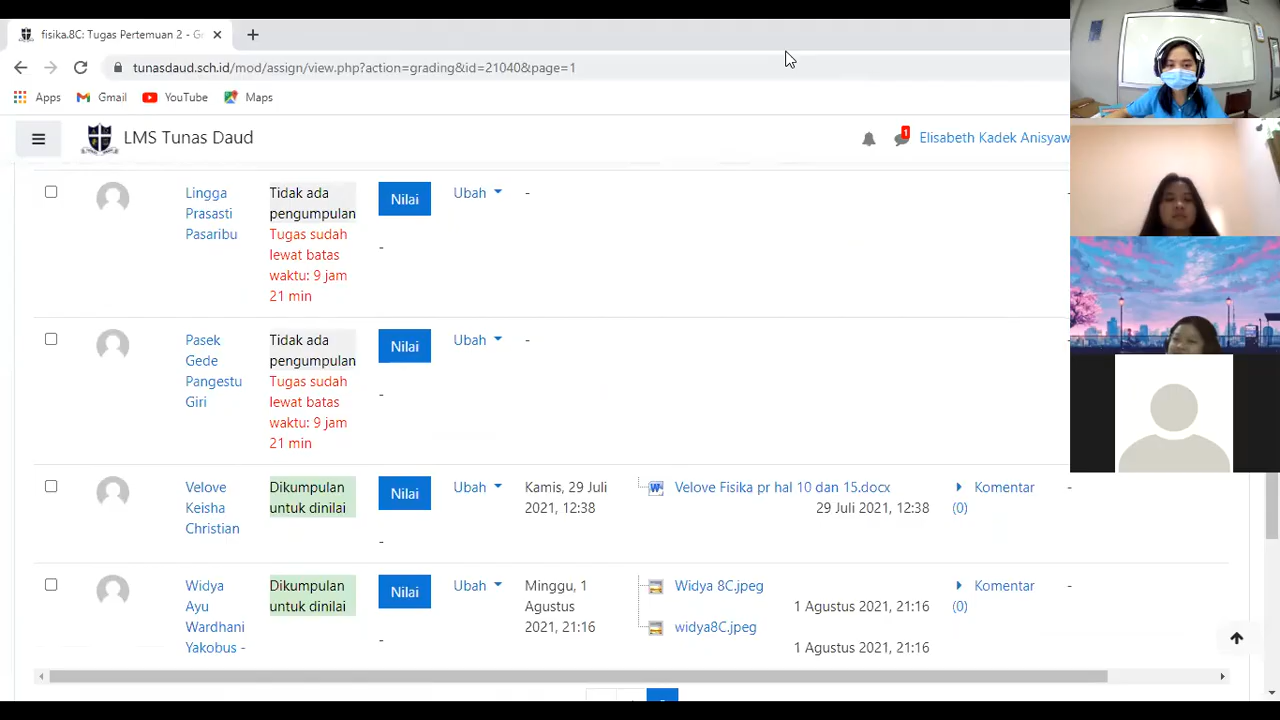 fisika.8C: Tugas Pertemuan 2 - G
tunasdaud.sch.id/mod/assign/view.php?action=grading&id=21040&page=1
Apps Gmail YouTube Maps
LMS Tunas Daud
1
Elisabeth Kadek Anisyaw
Lingga
Prasasti
Pasaribu
Tidak ada
pengumpulan
Tugas sudah
lewat batas
waktu: 9 jam
21 min
Nilai
-
Ubah
-
-
Pasek
Gede
Pangestu
Giri
Tidak ada
pengumpulan
Tugas sudah
lewat batas
waktu: 9 jam
21 min
Nilai
-
Ubah
-
Velove
Keisha
Christian
Dikumpulan
untuk dinilai
Nilai
-
Ubah
Kamis, 29 Juli
2021, 12:38
Velove Fisika pr hal 10 dan 15.docx
29 Juli 2021, 12:38
Komentar
(0)
-
Widya
Ayu
Wardhani
Yakobus -
Dikumpulan
untuk dinilai
Nilai
-
Ubah
Minggu, 1
Agustus
2021, 21:16
Widya 8C.jpeg
1 Agustus 2021, 21:16
widya8C.jpeg
1 Agustus 2021, 21:16
Komentar
(0)
-